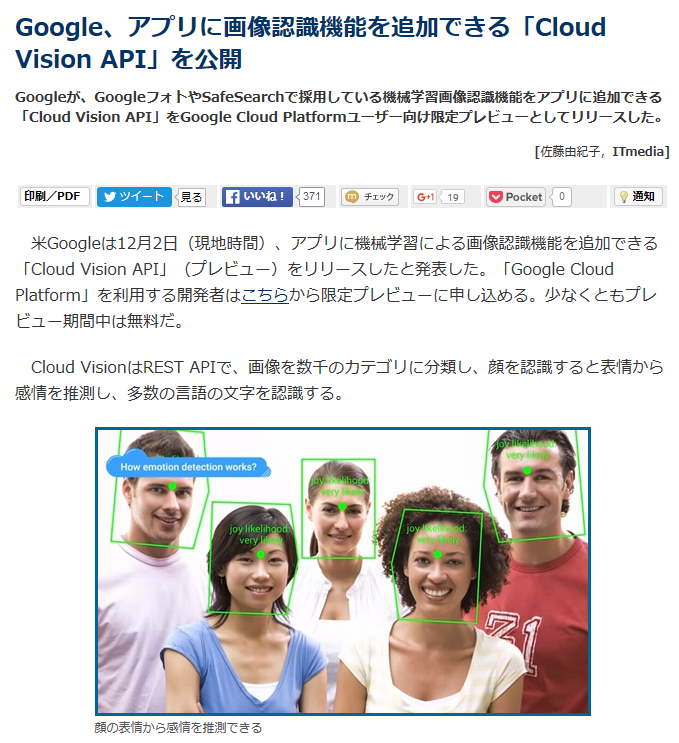 Google、アプリに画像認識機能を追加できる「Cloud
Vision API」を公開
Googleが、GoogleフォトやSafeSearchで採用している機械学習画像認識機能をアプリに追加できる
「Cloud Vision API」をGoogle Cloud Platformユーザー向け限定プレビューとしてリリースした。
[佐藤由紀子，ITmedia]
印刷／PDF ツイート 見る いいね！ 371 チェック G+1 19 Pocket 0 通知
米Googleは12月2日（現地時間）、アプリに機械学習による画像認識機能を追加できる
「Cloud Vision API」（プレビュー）をリリースしたと発表した。「Google Cloud
Platform」を利用する開発者はこちらから限定プレビューに申し込める。少なくともプレ
ビュー期間中は無料だ。
Cloud VisionはREST APIで、画像を数千のカテゴリに分類し、顔を認識すると表情から
感情を推測し、多数の言語の文字を認識する。
How emotion detection works?
joy likelihood:
very likely
joy likelihood
very likely
joy likelihood
very likely
joy likelihood:
very likely
顔の表情から感情を推測できる